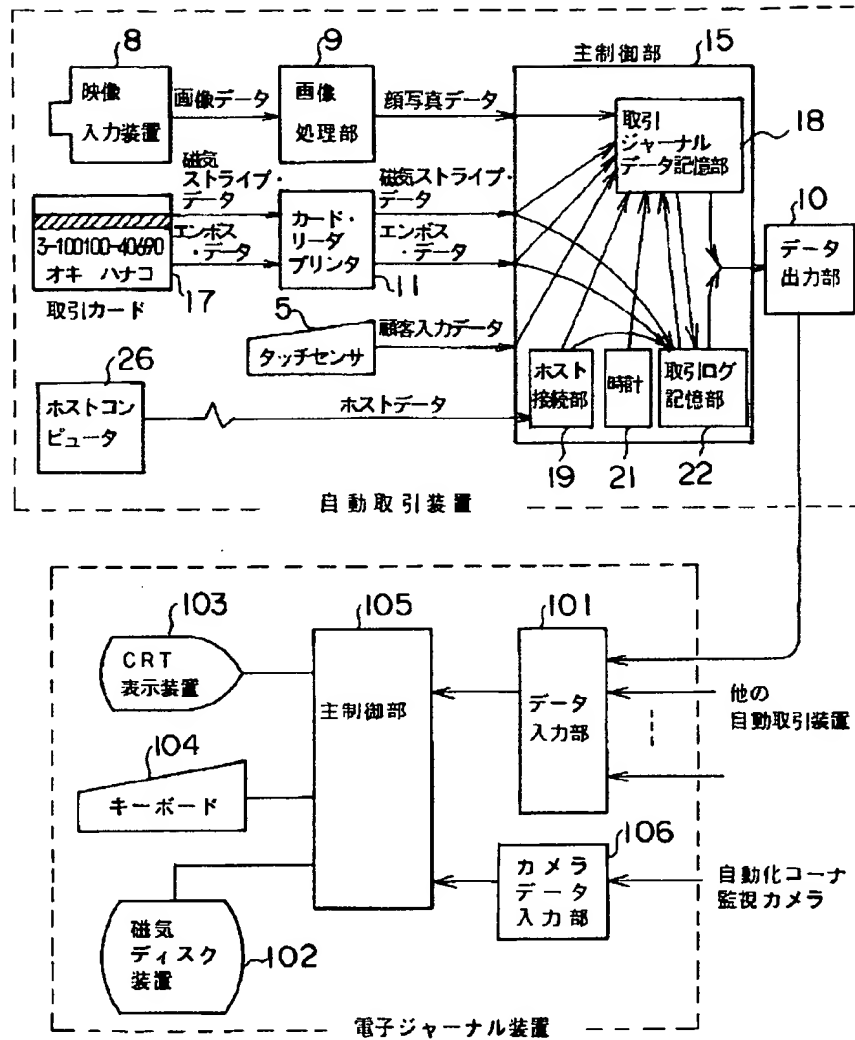 8
映像
入力装置
画像データ
9
画像
処理部
顔写真データ
主制御部
15
取引
ジャーナル
データ記憶部
18
磁気
ストライプ・
データ
エンボス
・データ
3-100100-40690
オキ ハナコ
取引カード
17
カード・
リーダ
プリンタ
11
磁気ストライプ・
データ
エンボス
・データ
10
データ
出力部
5
タッチセンサ
顧客入力データ
26
ホストコン
ピュータ
ホストデータ
ホスト
接続部
19
時計
21
取引ログ
記憶部
22
自動取引装置
103
CRT
表示装置
105
主制御部
101
データ
入力部
他の
自動取引装置
104
キーボード
106
カメラ
データ
入力部
自動化コーナ
監視カメラ
磁気
ディスク
装置
102
電子ジャーナル装置